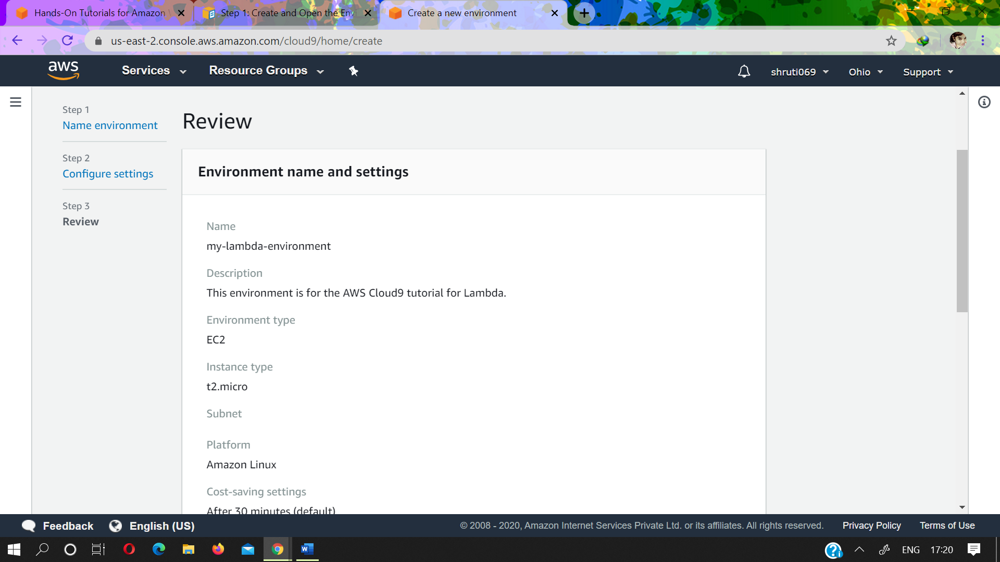 Hands-On Tutorials for Amazon
Step 1: Create and Open the Envi
Create a new environment
us-east-2.console.aws.amazon.com/cloud9/home/create
aws
Services
Resource Groups
shruti069
Ohio
Support
Step 1
Name environment
Step 2
Configure settings
Step 3
Review
Review
Environment name and settings
Name
my-lambda-environment
Description
This environment is for the AWS Cloud9 tutorial for Lambda.
Environment type
EC2
Instance type
t2.micro
Subnet
Platform
Amazon Linux
Cost-saving settings
After 30 minutes (default)
Feedback
English (US)
© 2008 - 2020, Amazon Internet Services Private Ltd. or its affiliates. All rights reserved.
Privacy Policy
Terms of Use
ENG
17:20